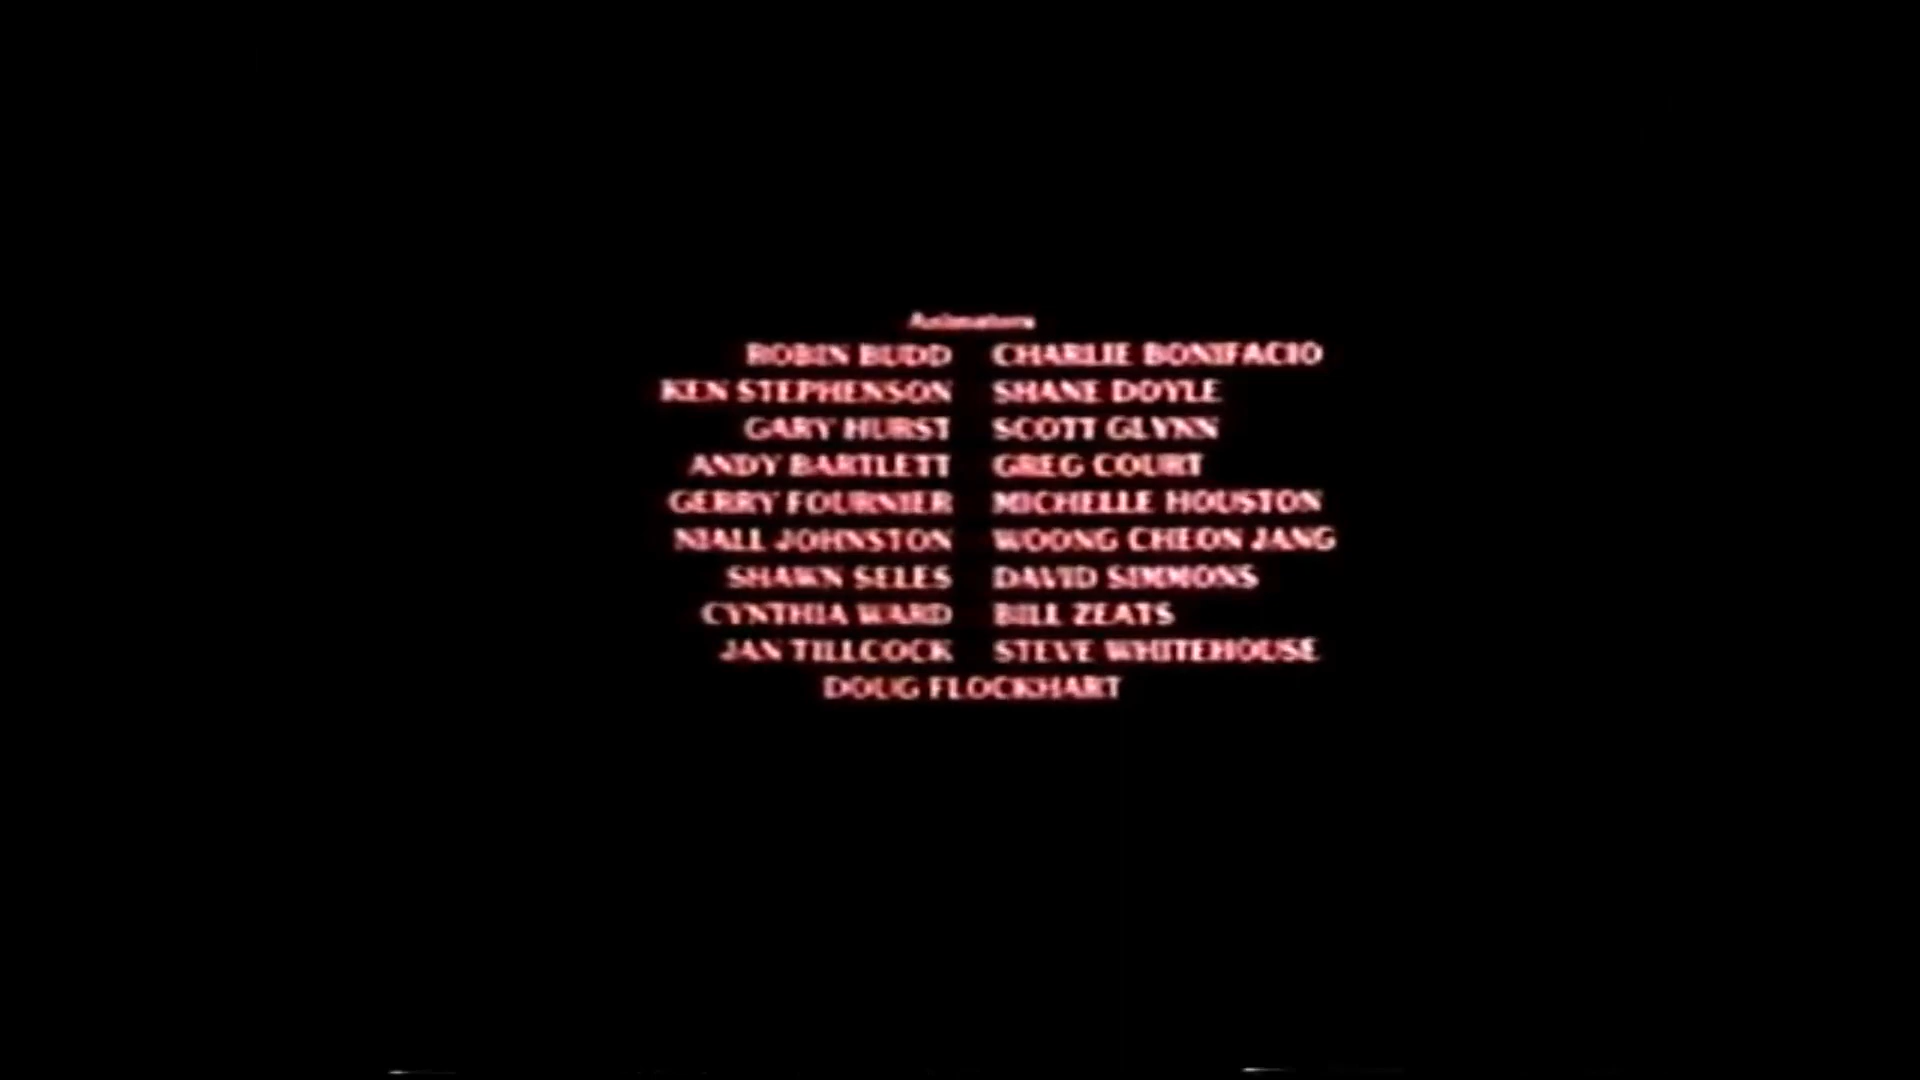 Animators
ROBIN BUDD CHARLIE BONIFACIO
KEN STEPHENSON SHANE DOYLE
GARY HURST SCOTT GLYNN
ANDY BARTLETT GREG COURT
GERRY FOURNIER MICHELLE HOUSTON
NIALL JOHNSTON WOONG CHEON JANG
SHAWN SELES DAVID SIMMONS
CYNTHIA WARD BILL ZEATS
JAN TILLCOCK STEVE WHITEHOUSE
DOUG FLOCKHART